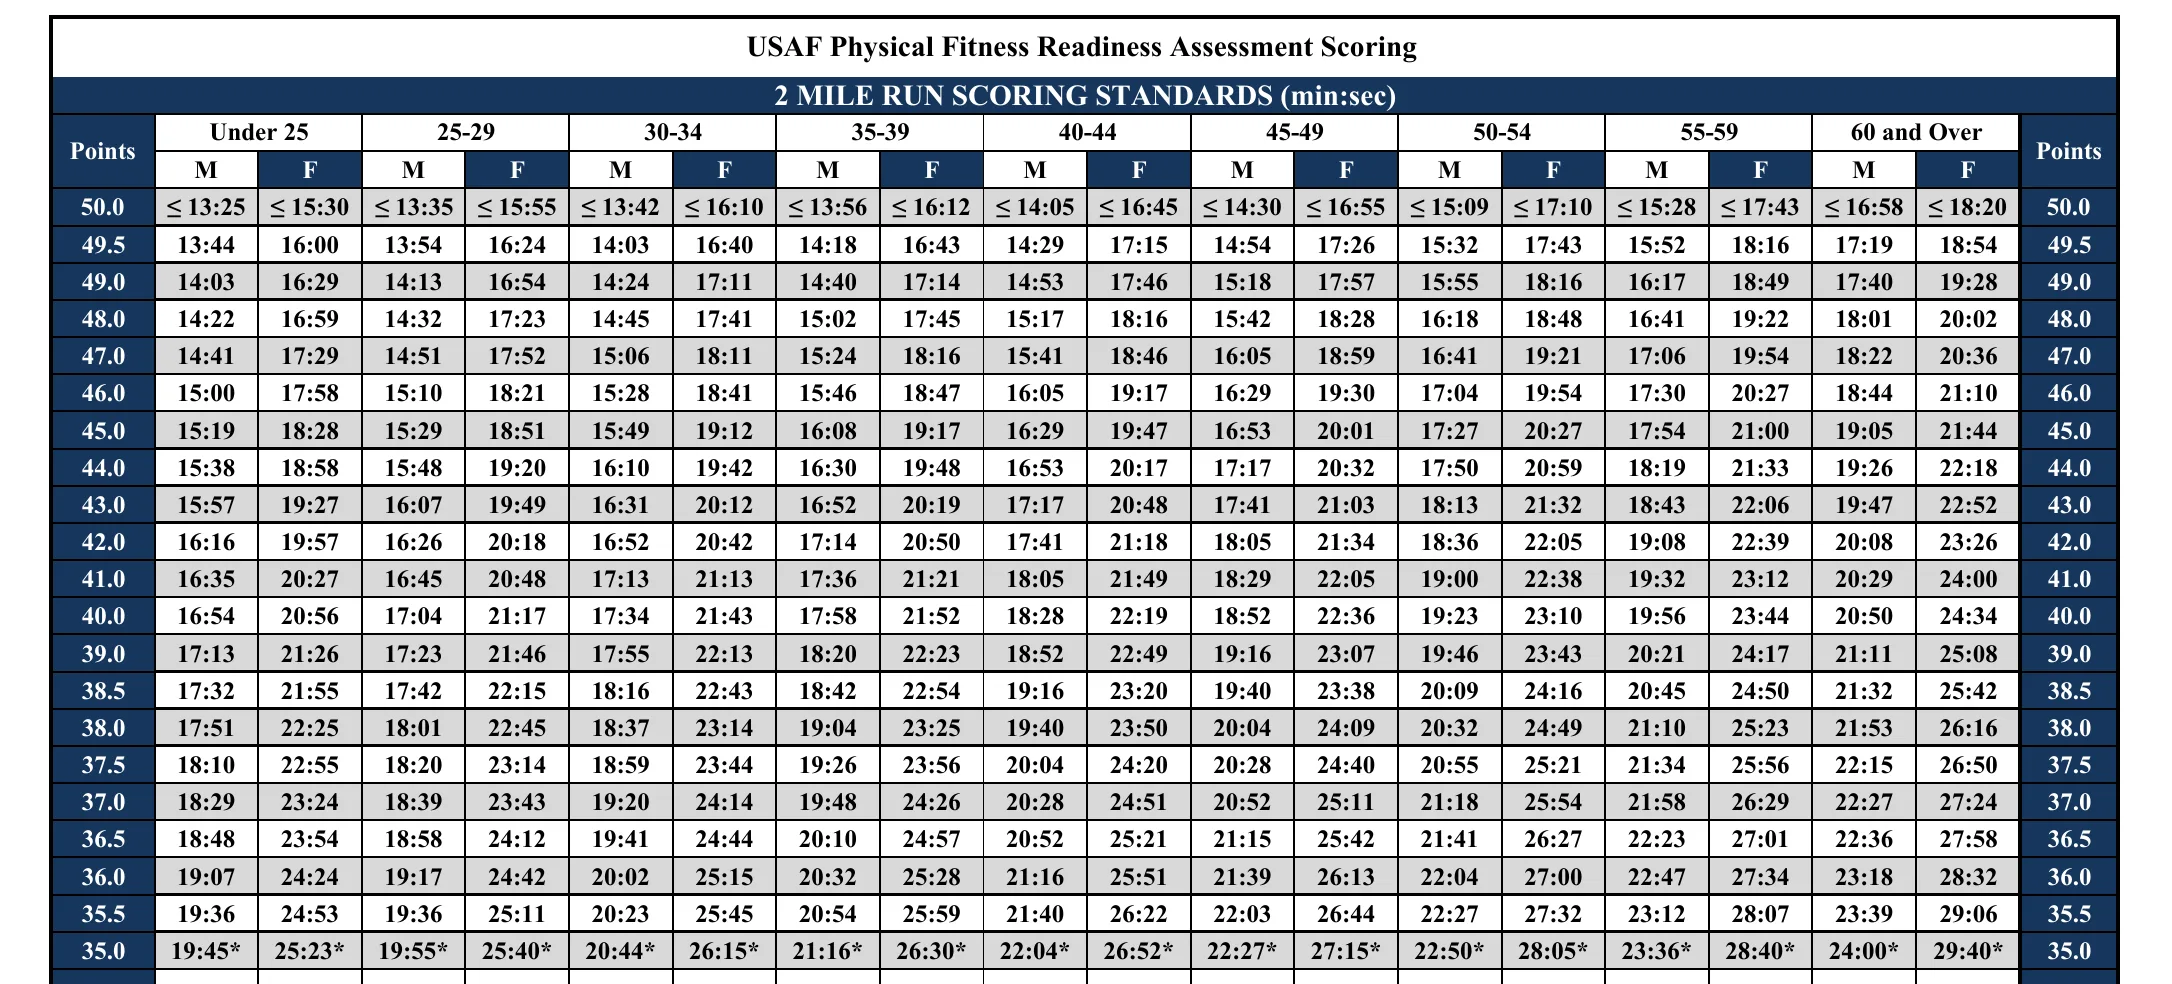 USAF Physical Fitness Readiness Assessment Scoring
2 MILE RUN SCORING STANDARDS (min:sec)
Points Under 25 25-29 30-34 35-39 40-44 45-49 50-54 55-59 60 and Over Points
M F M F M F M F M F M F M F M F M F
50.0 ≤ 13:25 ≤ 15:30 ≤ 13:35 ≤ 15:55 ≤ 13:42 ≤ 16:10 ≤ 13:56 ≤ 16:12 ≤ 14:05 ≤ 16:45 ≤ 14:30 ≤ 16:55 ≤ 15:09 ≤ 17:10 ≤ 15:28 ≤ 17:43 ≤ 16:58 ≤ 18:20 50.0
49.5 13:44 16:00 13:54 16:24 14:03 16:40 14:18 16:43 14:29 17:15 14:54 17:26 15:32 17:43 15:52 18:16 17:19 18:54 49.5
49.0 14:03 16:29 14:13 16:54 14:24 17:11 14:40 17:14 14:53 17:46 15:18 17:57 15:55 18:16 16:17 18:49 17:40 19:28 49.0
48.0 14:22 16:59 14:32 17:23 14:45 17:41 15:02 17:45 15:17 18:16 15:42 18:28 16:18 18:48 16:41 19:22 18:01 20:02 48.0
47.0 14:41 17:29 14:51 17:52 15:06 18:11 15:24 18:16 15:41 18:46 16:05 18:59 16:41 19:21 17:06 19:54 18:22 20:36 47.0
46.0 15:00 17:58 15:10 18:21 15:28 18:41 15:46 18:47 16:05 19:17 16:29 19:30 17:04 19:54 17:30 20:27 18:44 21:10 46.0
45.0 15:19 18:28 15:29 18:51 15:49 19:12 16:08 19:17 16:29 19:47 16:53 20:01 17:27 20:27 17:54 21:00 19:05 21:44 45.0
44.0 15:38 18:58 15:48 19:20 16:10 19:42 16:30 19:48 16:53 20:17 17:17 20:32 17:50 20:59 18:19 21:33 19:26 22:18 44.0
43.0 15:57 19:27 16:07 19:49 16:31 20:12 16:52 20:19 17:17 20:48 17:41 21:03 18:13 21:32 18:43 22:06 19:47 22:52 43.0
42.0 16:16 19:57 16:26 20:18 16:52 20:42 17:14 20:50 17:41 21:18 18:05 21:34 18:36 22:05 19:08 22:39 20:08 23:26 42.0
41.0 16:35 20:27 16:45 20:48 17:13 21:13 17:36 21:21 18:05 21:49 18:29 22:05 19:00 22:38 19:32 23:12 20:29 24:00 41.0
40.0 16:54 20:56 17:04 21:17 17:34 21:43 17:58 21:52 18:28 22:19 18:52 22:36 19:23 23:10 19:56 23:44 20:50 24:34 40.0
39.0 17:13 21:26 17:23 21:46 17:55 22:13 18:20 22:23 18:52 22:49 19:16 23:07 19:46 23:43 20:21 24:17 21:11 25:08 39.0
38.5 17:32 21:55 17:42 22:15 18:16 22:43 18:42 22:54 19:16 23:20 19:40 23:38 20:09 24:16 20:45 24:50 21:32 25:42 38.5
38.0 17:51 22:25 18:01 22:45 18:37 23:14 19:04 23:25 19:40 23:50 20:04 24:09 20:32 24:49 21:10 25:23 21:53 26:16 38.0
37.5 18:10 22:55 18:20 23:14 18:59 23:44 19:26 23:56 20:04 24:20 20:28 24:40 20:55 25:21 21:34 25:56 22:15 26:50 37.5
37.0 18:29 23:24 18:39 23:43 19:20 24:14 19:48 24:26 20:28 24:51 20:52 25:11 21:18 25:54 21:58 26:29 22:27 27:24 37.0
36.5 18:48 23:54 18:58 24:12 19:41 24:44 20:10 24:57 20:52 25:21 21:15 25:42 21:41 26:27 22:23 27:01 22:36 27:58 36.5
36.0 19:07 24:24 19:17 24:42 20:02 25:15 20:32 25:28 21:16 25:51 21:39 26:13 22:04 27:00 22:47 27:34 23:18 28:32 36.0
35.5 19:36 24:53 19:36 25:11 20:23 25:45 20:54 25:59 21:40 26:22 22:03 26:44 22:27 27:32 23:12 28:07 23:39 29:06 35.5
35.0 19:45* 25:23* 19:55* 25:40* 20:44* 26:15* 21:16* 26:30* 22:04* 26:52* 22:27* 27:15* 22:50* 28:05* 23:36* 28:40* 24:00* 29:40* 35.0